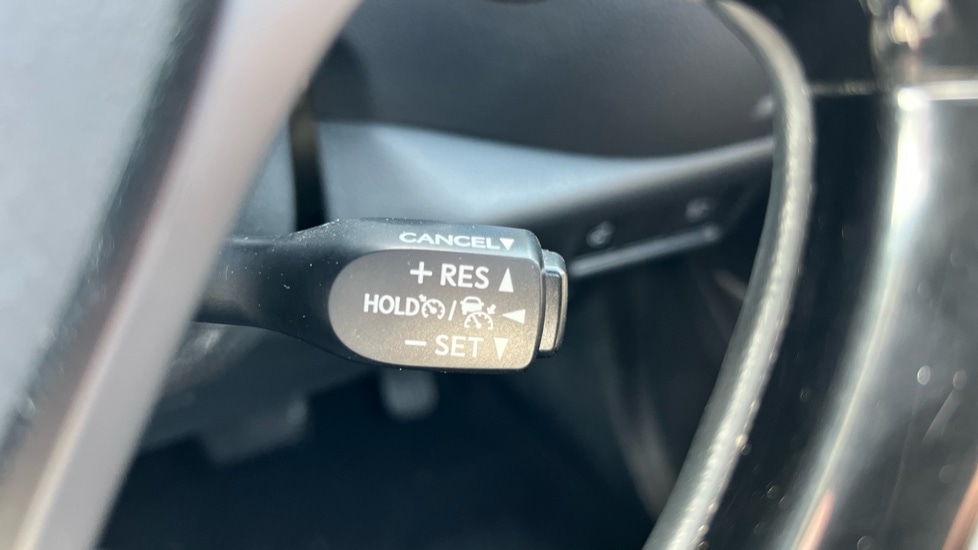 CANCEL▼
+ RES ▲
HOLD / ◀
− SET ▼